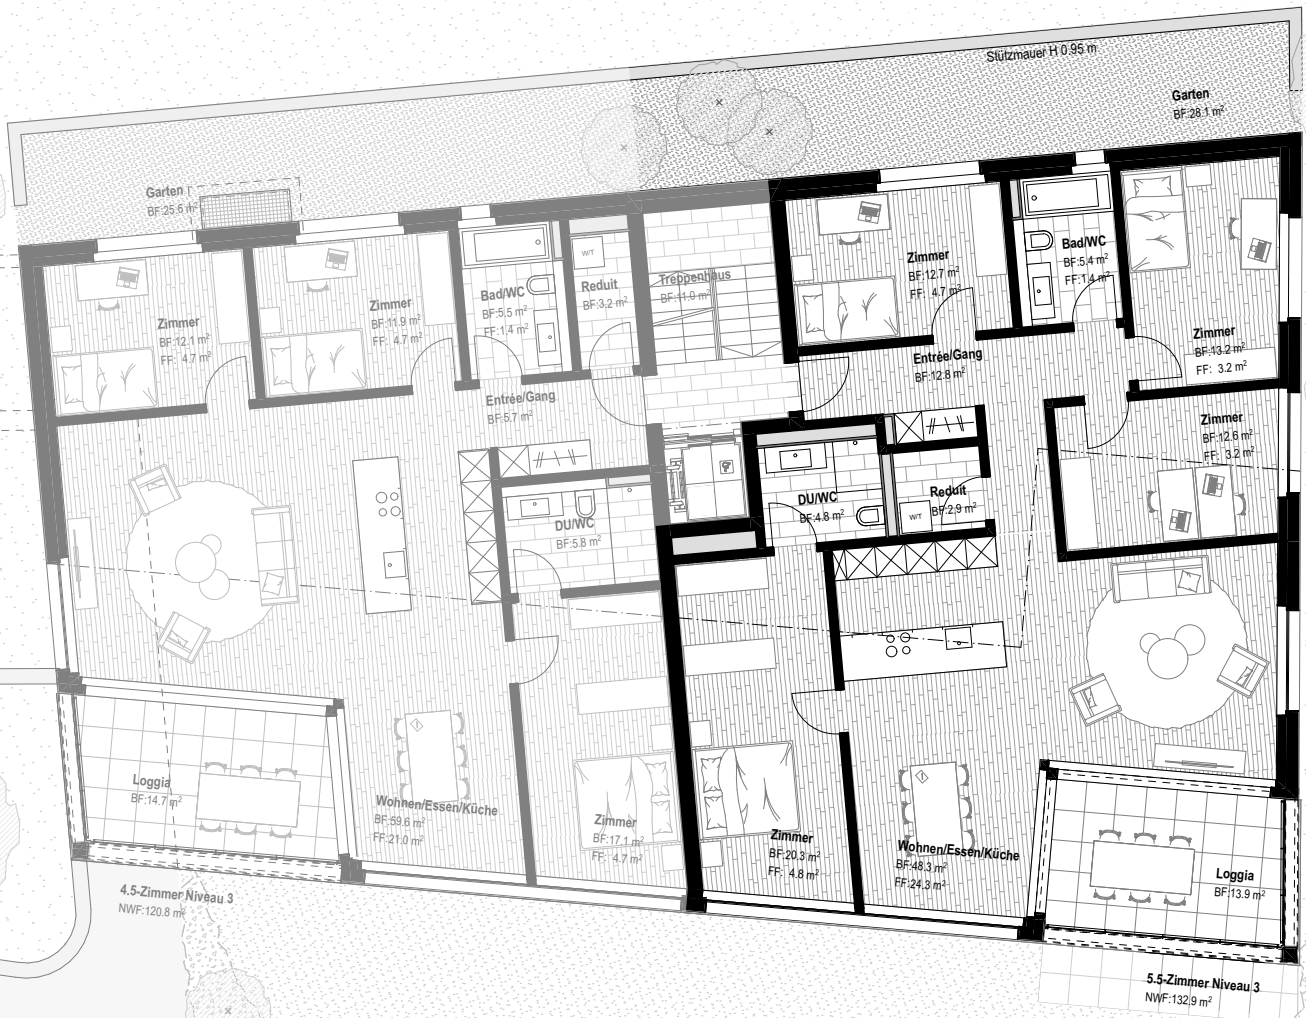 Stützmauer H 0.95 m
Garten
BF:28.1 m²
Garten
BF:25.6 m²
Zimmer
BF:12.1 m²
FF: 4.7 m²
Zimmer
BF:11.9 m²
FF: 4.7 m²
Bad/WC
BF:5.5 m²
FF:1.4 m²
W/T
Reduit
BF:3.2 m²
Treppenhaus
BF:11.0 m²
Zimmer
BF:12.7 m²
FF: 4.7 m²
Bad/WC
BF:5.4 m²
FF:1.4 m²
Zimmer
BF:13.2 m²
FF: 3.2 m²
Entrée/Gang
BF:5.7 m²
Entrée/Gang
BF:12.8 m²
Zimmer
BF:12.6 m²
FF: 3.2 m²
DU/WC
BF:5.8 m²
DU/WC
BF:4.8 m²
Reduit
BF:2.9 m²
W/T
Loggia
BF:14.7 m²
Wohnen/Essen/Küche
BF:59.6 m²
FF:21.0 m²
Zimmer
BF:17.1 m²
FF: 4.7 m²
Zimmer
BF:20.3 m²
FF: 4.8 m²
Wohnen/Essen/Küche
BF:48.3 m²
FF:24.3 m²
Loggia
BF:13.9 m²
4.5-Zimmer Niveau 3
NWF:120.8 m²
5.5-Zimmer Niveau 3
NWF:132.9 m²